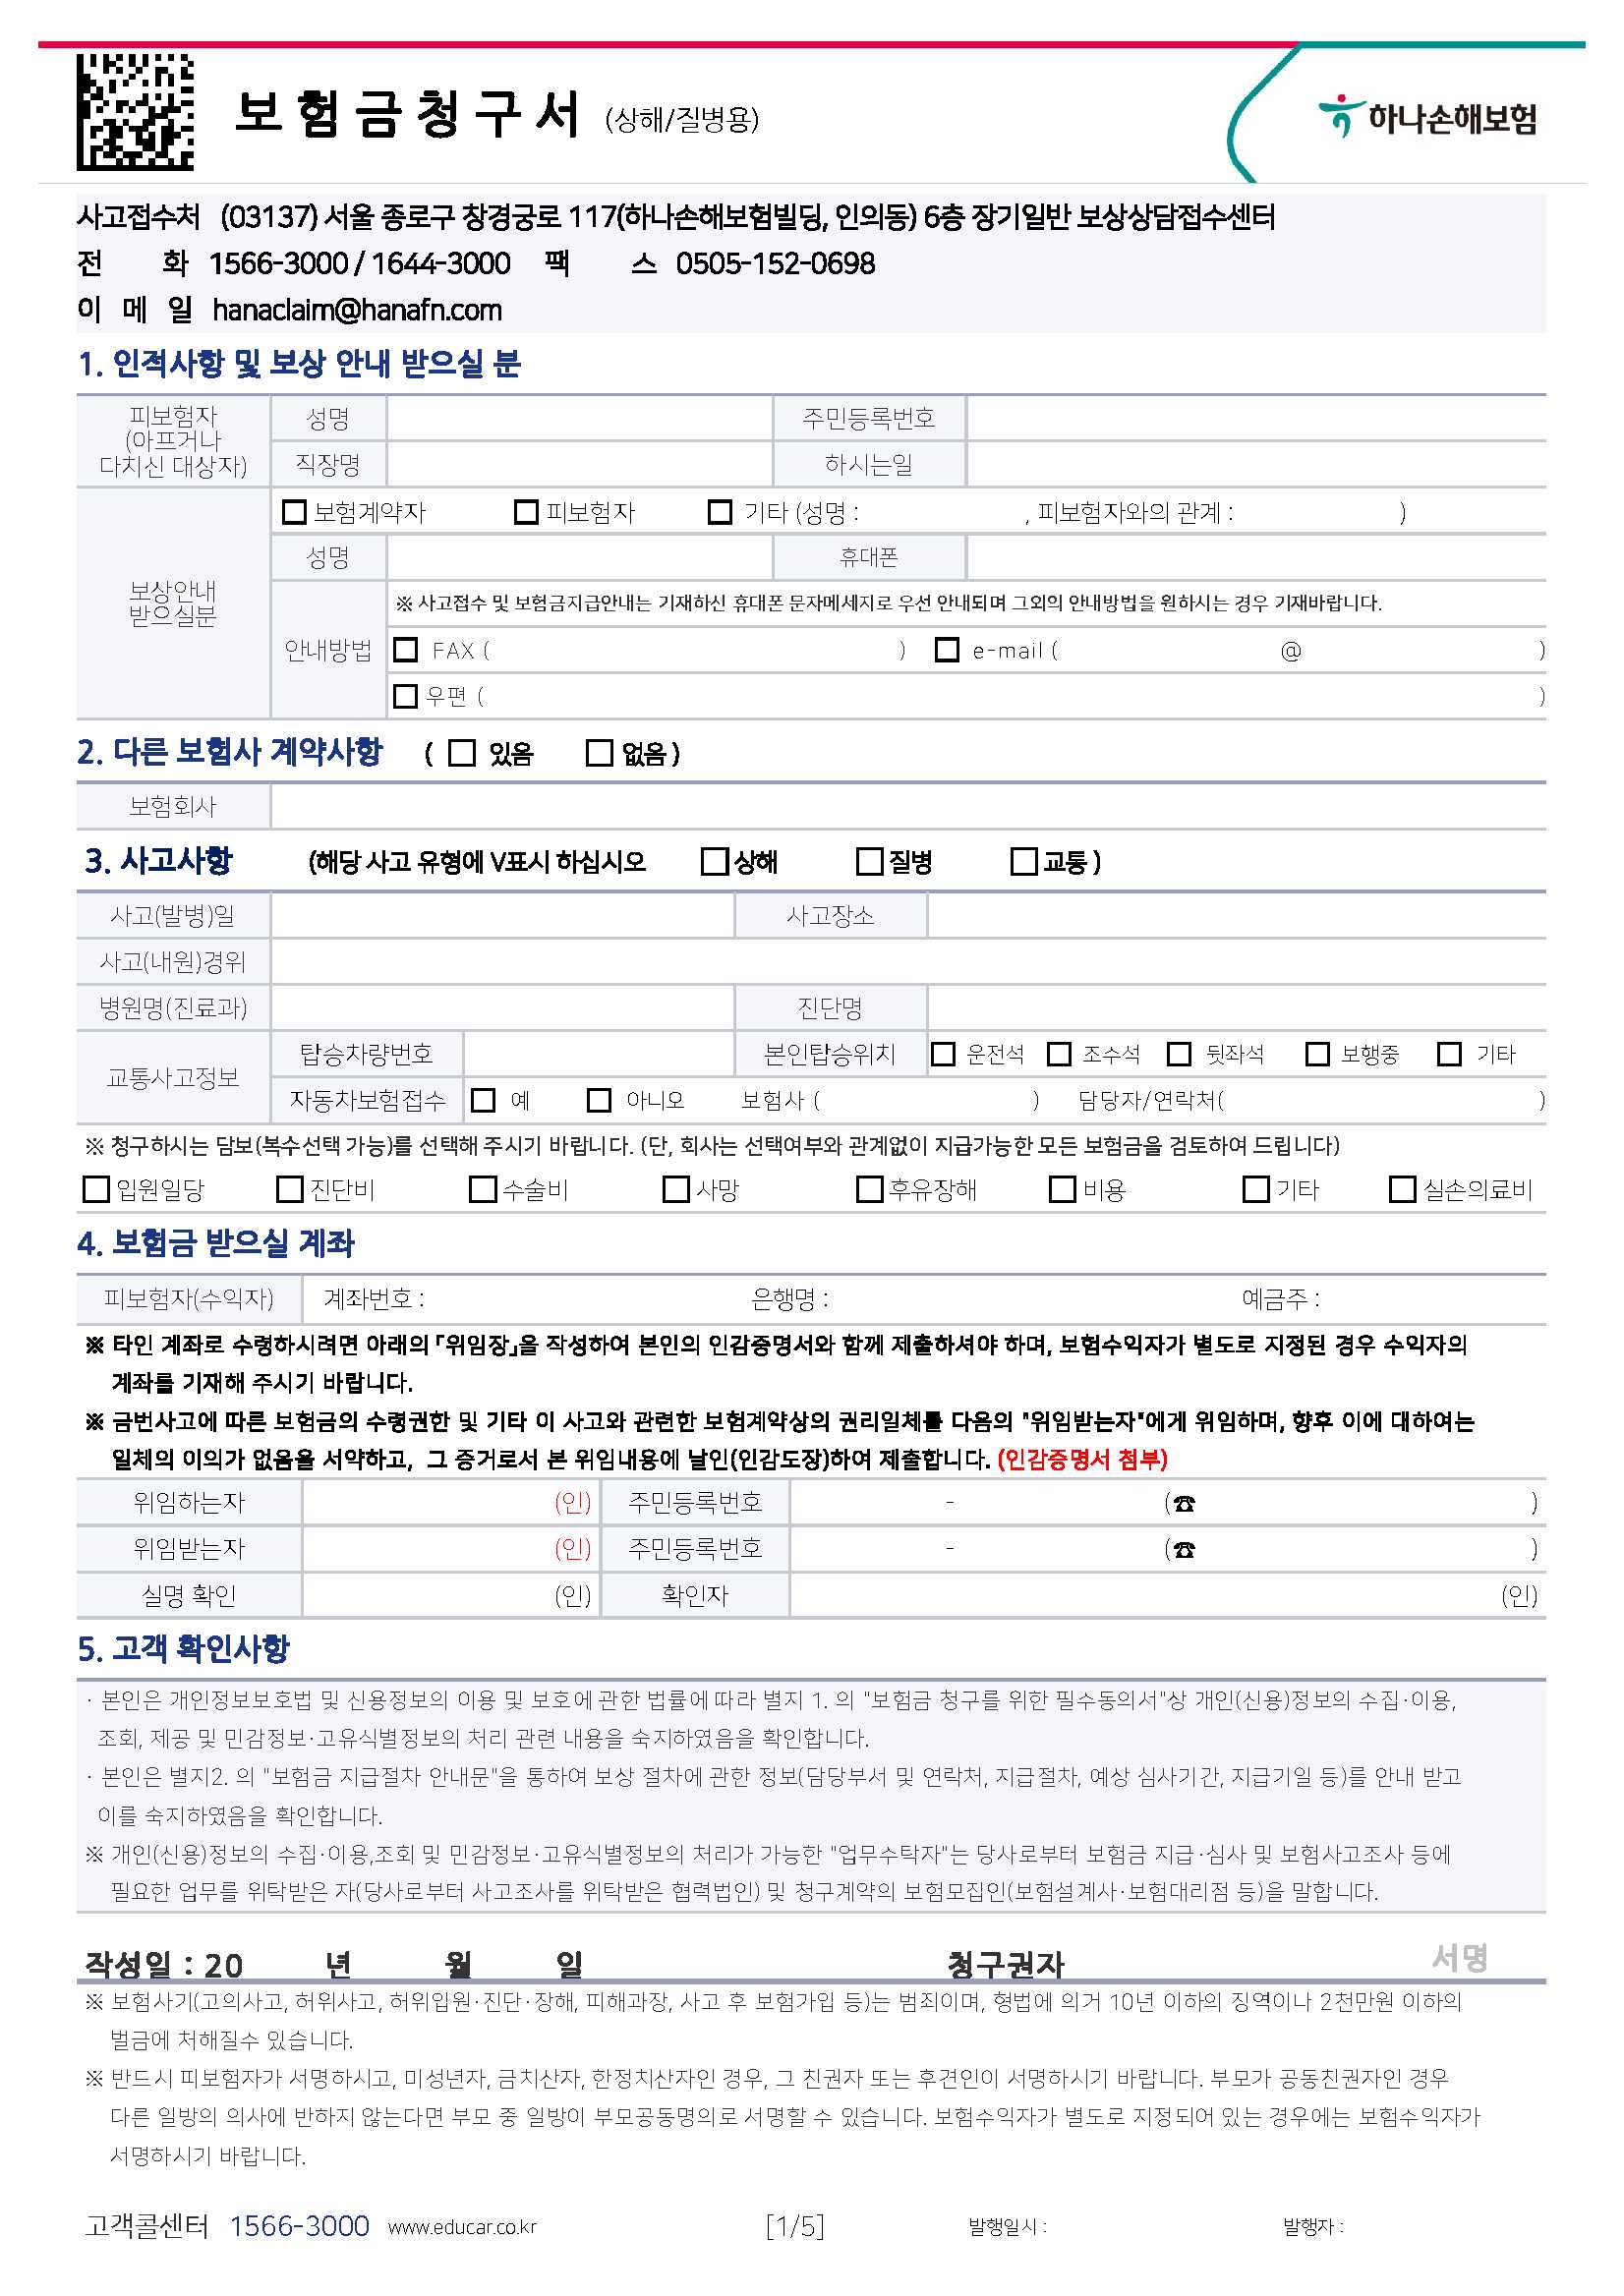 보험금청구서 (상해/질병용)
하나손해보험
사고접수처 (03137) 서울 종로구 창경궁로 117(하나손해보험빌딩, 인의동) 6층 장기일반 보상상담접수센터
전 화 1566-3000 / 1644-3000 팩 스 0505-152-0698
이 메 일 hanaclaim@hanafn.com
1. 인적사항 및 보상 안내 받으실 분
피보험자
(아프거나
다치신 대상자)
성명 주민등록번호
직장명 하시는일
보상안내
받으실분
□ 보험계약자 □ 피보험자 □ 기타 (성명 : , 피보험자와의 관계 : )
성명 휴대폰
안내방법
※ 사고접수 및 보험금지급안내는 기재하신 휴대폰 문자메세지로 우선 안내되며 그외의 안내방법을 원하시는 경우 기재바랍니다.
□ FAX ( ) □ e-mail ( @ )
□ 우편 ( )
2. 다른 보험사 계약사항 ( □ 있음 □ 없음 )
보험회사
3. 사고사항 (해당 사고 유형에 V표시 하십시오 □상해 □질병 □교통 )
사고(발병)일 사고장소
사고(내원)경위
병원명(진료과) 진단명
교통사고정보
탑승차량번호 본인탑승위치 □ 운전석 □ 조수석 □ 뒷좌석 □ 보행중 □ 기타
자동차보험접수 □ 예 □ 아니오 보험사 ( ) 담당자/연락처( )
※ 청구하시는 담보(복수선택 가능)를 선택해 주시기 바랍니다. (단, 회사는 선택여부와 관계없이 지급가능한 모든 보험금을 검토하여 드립니다)
□입원일당 □진단비 □수술비 □사망 □후유장해 □비용 □기타 □실손의료비
4. 보험금 받으실 계좌
피보험자(수익자) 계좌번호 : 은행명 : 예금주 :
※ 타인 계좌로 수령하시려면 아래의 ｢위임장｣을 작성하여 본인의 인감증명서와 함께 제출하셔야 하며, 보험수익자가 별도로 지정된 경우 수익자의
계좌를 기재해 주시기 바랍니다.
※ 금번사고에 따른 보험금의 수령권한 및 기타 이 사고와 관련한 보험계약상의 권리일체를 다음의 "위임받는자"에게 위임하며, 향후 이에 대하여는
일체의 이의가 없음을 서약하고, 그 증거로서 본 위임내용에 날인(인감도장)하여 제출합니다. (인감증명서 첨부)
위임하는자 (인) 주민등록번호 - (☎ )
위임받는자 (인) 주민등록번호 - (☎ )
실명 확인 (인) 확인자 (인)
5. 고객 확인사항
· 본인은 개인정보보호법 및 신용정보의 이용 및 보호에 관한 법률에 따라 별지 1. 의 "보험금 청구를 위한 필수동의서"상 개인(신용)정보의 수집·이용,
조회, 제공 및 민감정보·고유식별정보의 처리 관련 내용을 숙지하였음을 확인합니다.
· 본인은 별지2. 의 "보험금 지급절차 안내문"을 통하여 보상 절차에 관한 정보(담당부서 및 연락처, 지급절차, 예상 심사기간, 지급기일 등)를 안내 받고
이를 숙지하였음을 확인합니다.
※ 개인(신용)정보의 수집·이용,조회 및 민감정보·고유식별정보의 처리가 가능한 "업무수탁자"는 당사로부터 보험금 지급·심사 및 보험사고조사 등에
필요한 업무를 위탁받은 자(당사로부터 사고조사를 위탁받은 협력법인) 및 청구계약의 보험모집인(보험설계사·보험대리점 등)을 말합니다.
작성일 : 20 년 월 일 청구권자 서명
※ 보험사기(고의사고, 허위사고, 허위입원·진단·장해, 피해과장, 사고 후 보험가입 등)는 범죄이며, 형법에 의거 10년 이하의 징역이나 2천만원 이하의
벌금에 처해질수 있습니다.
※ 반드시 피보험자가 서명하시고, 미성년자, 금치산자, 한정치산자인 경우, 그 친권자 또는 후견인이 서명하시기 바랍니다. 부모가 공동친권자인 경우
다른 일방의 의사에 반하지 않는다면 부모 중 일방이 부모공동명의로 서명할 수 있습니다. 보험수익자가 별도로 지정되어 있는 경우에는 보험수익자가
서명하시기 바랍니다.
고객콜센터 1566-3000 www.educar.co.kr [1/5] 발행일시 : 발행자 :